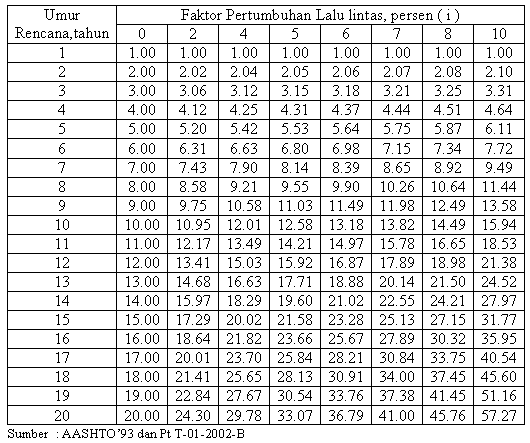 Umur Faktor Pertumbuhan Lalu lintas, persen ( i )
Rencana,tahun 0 2 4 5 6 7 8 10
1 1.00 1.00 1.00 1.00 1.00 1.00 1.00 1.00
2 2.00 2.02 2.04 2.05 2.06 2.07 2.08 2.10
3 3.00 3.06 3.12 3.15 3.18 3.21 3.25 3.31
4 4.00 4.12 4.25 4.31 4.37 4.44 4.51 4.64
5 5.00 5.20 5.42 5.53 5.64 5.75 5.87 6.11
6 6.00 6.31 6.63 6.80 6.98 7.15 7.34 7.72
7 7.00 7.43 7.90 8.14 8.39 8.65 8.92 9.49
8 8.00 8.58 9.21 9.55 9.90 10.26 10.64 11.44
9 9.00 9.75 10.58 11.03 11.49 11.98 12.49 13.58
10 10.00 10.95 12.01 12.58 13.18 13.82 14.49 15.94
11 11.00 12.17 13.49 14.21 14.97 15.78 16.65 18.53
12 12.00 13.41 15.03 15.92 16.87 17.89 18.98 21.38
13 13.00 14.68 16.63 17.71 18.88 20.14 21.50 24.52
14 14.00 15.97 18.29 19.60 21.02 22.55 24.21 27.97
15 15.00 17.29 20.02 21.58 23.28 25.13 27.15 31.77
16 16.00 18.64 21.82 23.66 25.67 27.89 30.32 35.95
17 17.00 20.01 23.70 25.84 28.21 30.84 33.75 40.54
18 18.00 21.41 25.65 28.13 30.91 34.00 37.45 45.60
19 19.00 22.84 27.67 30.54 33.76 37.38 41.45 51.16
20 20.00 24.30 29.78 33.07 36.79 41.00 45.76 57.27
Sumber : AASHTO'93 dan Pt T-01-2002-B